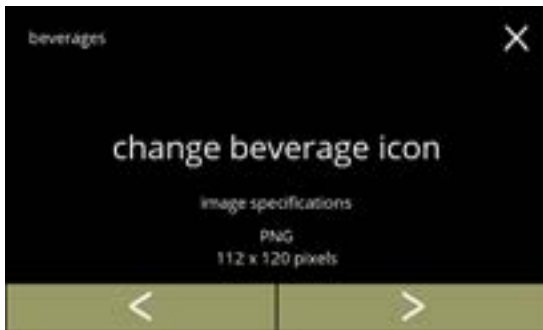 beverages
change beverage icon
image specifications
PNG
112 x 120 pixels